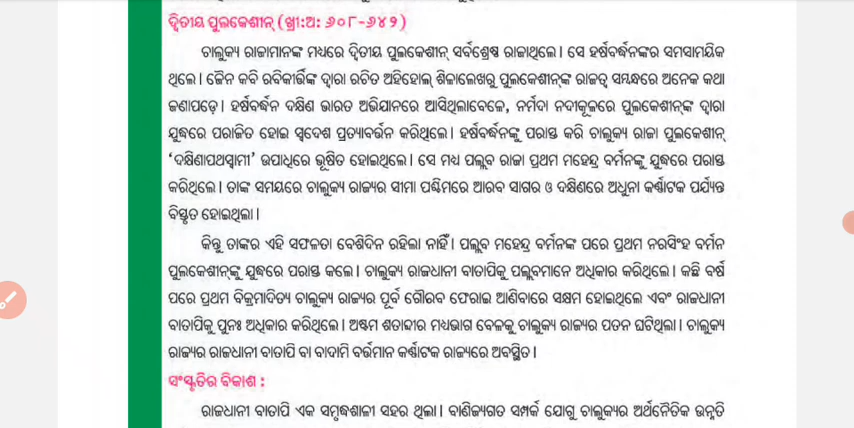 ଦ୍ୱିତୀୟ ପୁଲକେଶୀନ୍ (ଖ୍ରୀ:ଅ: ୬୦୮-୬୪୨)
ଚାଲୁକ୍ୟ ରାଜାମାନଙ୍କ ମଧ୍ୟରେ ଦ୍ୱିତୀୟ ପୁଲକେଶୀନ୍ ସର୍ବଶ୍ରେଷ୍ଠ ରାଜାଥିଲେ । ସେ ହର୍ଷବର୍ଦ୍ଧନଙ୍କର ସମସାମୟିକ
ଥିଲେ । ଜୈନ କବି ରବିକୀର୍ତ୍ତିଙ୍କ ଦ୍ୱାରା ରଚିତ ଅହିହୋଲ୍ ଶିଳାଲେଖରୁ ପୁଲକେଶୀନ୍‌ଙ୍କ ରାଜତ୍ୱ ସମ୍ବନ୍ଧରେ ଅନେକ କଥା
ଜଣାପଡ଼େ । ହର୍ଷବର୍ଦ୍ଧନ ଦକ୍ଷିଣ ଭାରତ ଅଭିଯାନରେ ଆସିଥିଲାବେଳେ, ନର୍ମଦା ନଦୀକୂଳରେ ପୁଲକେଶୀନ୍‌ଙ୍କ ଦ୍ୱାରା
ଯୁଦ୍ଧରେ ପରାଜିତ ହୋଇ ସ୍ୱଦେଶ ପ୍ରତ୍ୟାବର୍ତ୍ତନ କରିଥିଲେ । ହର୍ଷବର୍ଦ୍ଧନଙ୍କୁ ପରାସ୍ତ କରି ଚାଲୁକ୍ୟ ରାଜା ପୁଲକେଶୀନ୍
‘ଦକ୍ଷିଣାପଥସ୍ୱାମୀ’ ଉପାଧିରେ ଭୂଷିତ ହୋଇଥିଲେ । ସେ ମଧ୍ୟ ପଲ୍ଲବ ରାଜା ପ୍ରଥମ ମହେନ୍ଦ୍ର ବର୍ମନଙ୍କୁ ଯୁଦ୍ଧରେ ପରାସ୍ତ
କରିଥିଲେ । ତାଙ୍କ ସମୟରେ ଚାଲୁକ୍ୟ ରାଜ୍ୟର ସୀମା ପଶ୍ଚିମରେ ଆରବ ସାଗର ଓ ଦକ୍ଷିଣରେ ଅଧୁନା କର୍ଣ୍ଣାଟକ ପର୍ଯ୍ୟନ୍ତ
ବିସ୍ତୃତ ହୋଇଥିଲା ।
କିନ୍ତୁ ତାଙ୍କର ଏହି ସଫଳତା ବେଶିଦିନ ରହିଲା ନାହିଁ । ପଲ୍ଲବ ମହେନ୍ଦ୍ର ବର୍ମନଙ୍କ ପରେ ପ୍ରଥମ ନରସିଂହ ବର୍ମନ
ପୁଲକେଶୀନ୍‌ଙ୍କୁ ଯୁଦ୍ଧରେ ପରାସ୍ତ କଲେ । ଚାଲୁକ୍ୟ ରାଜଧାନୀ ବାତାପିକୁ ପଲ୍ଲବମାନେ ଅଧିକାର କରିଥିଲେ । କିଛି ବର୍ଷ
ପରେ ପ୍ରଥମ ବିକ୍ରମାଦିତ୍ୟ ଚାଲୁକ୍ୟ ରାଜ୍ୟର ପୂର୍ବ ଗୌରବ ଫେରାଇ ଆଣିବାରେ ସକ୍ଷମ ହୋଇଥିଲେ ଏବଂ ରାଜଧାନୀ
ବାତାପିକୁ ପୁନଃ ଅଧିକାର କରିଥିଲେ । ଅଷ୍ଟମ ଶତାବ୍ଦୀର ମଧ୍ୟଭାଗ ବେଳକୁ ଚାଲୁକ୍ୟ ରାଜ୍ୟର ପତନ ଘଟିଥିଲା । ଚାଲୁକ୍ୟ
ରାଜ୍ୟର ରାଜଧାନୀ ବାତାପି ବା ବାଦାମି ବର୍ତ୍ତମାନ କର୍ଣ୍ଣାଟକ ରାଜ୍ୟରେ ଅବସ୍ଥିତ ।
ସଂସ୍କୃତିର ବିକାଶ :
ରାଜଧାନୀ ବାତାପି ଏକ ସମୃଦ୍ଧଶାଳୀ ସହର ଥିଲା । ବାଣିଜ୍ୟଗତ ସମ୍ପର୍କ ଯୋଗୁ ଚାଲୁକ୍ୟର ଅର୍ଥନୈତିକ ଉନ୍ନତି